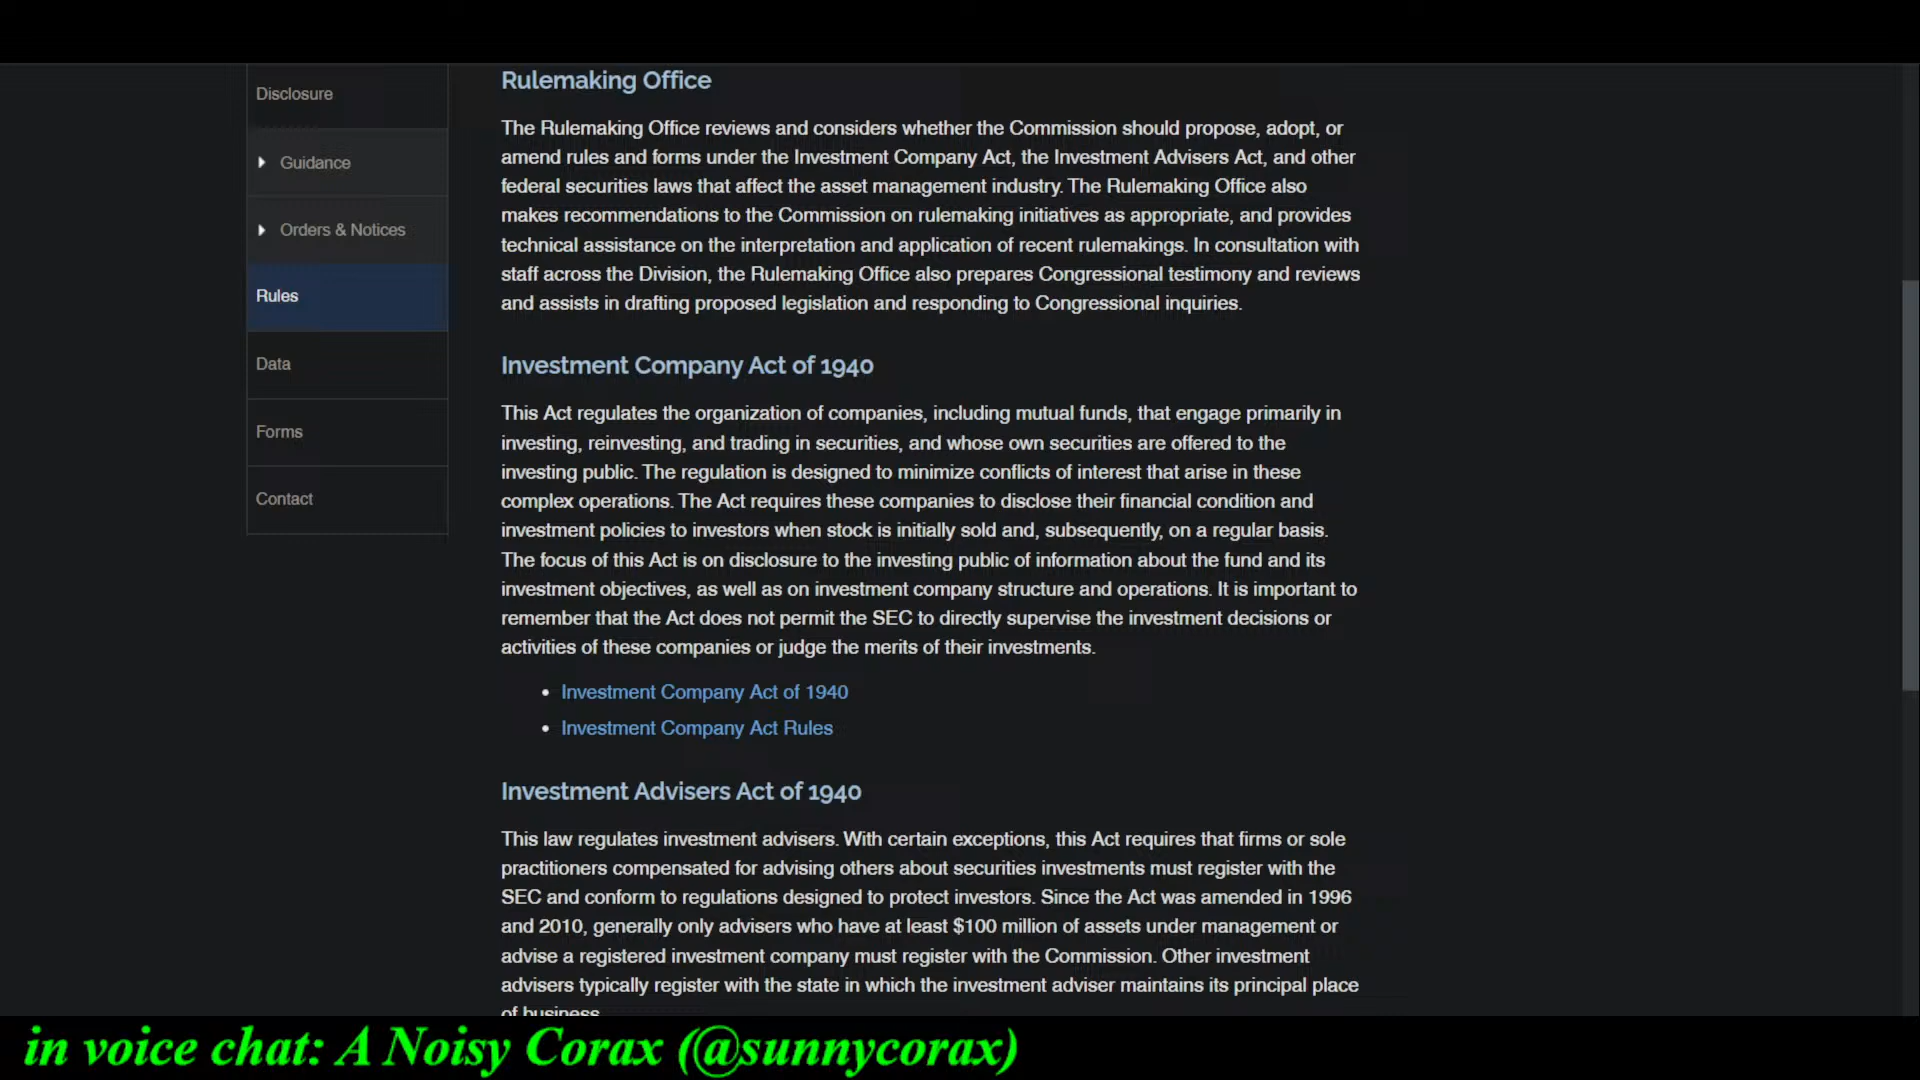 Disclosure
Guidance
Orders & Notices
Rules
Data
Forms
Contact
Rulemaking Office
The Rulemaking Office reviews and considers whether the Commission should propose, adopt, or
amend rules and forms under the Investment Company Act, the Investment Advisers Act, and other
federal securities laws that affect the asset management industry. The Rulemaking Office also
makes recommendations to the Commission on rulemaking initiatives as appropriate, and provides
technical assistance on the interpretation and application of recent rulemakings. In consultation with
staff across the Division, the Rulemaking Office also prepares Congressional testimony and reviews
and assists in drafting proposed legislation and responding to Congressional inquiries.
Investment Company Act of 1940
This Act regulates the organization of companies, including mutual funds, that engage primarily in
investing, reinvesting, and trading in securities, and whose own securities are offered to the
investing public. The regulation is designed to minimize conflicts of interest that arise in these
complex operations. The Act requires these companies to disclose their financial condition and
investment policies to investors when stock is initially sold and, subsequently, on a regular basis.
The focus of this Act is on disclosure to the investing public of information about the fund and its
investment objectives, as well as on investment company structure and operations. It is important to
remember that the Act does not permit the SEC to directly supervise the investment decisions or
activities of these companies or judge the merits of their investments.
• Investment Company Act of 1940
• Investment Company Act Rules
Investment Advisers Act of 1940
This law regulates investment advisers. With certain exceptions, this Act requires that firms or sole
practitioners compensated for advising others about securities investments must register with the
SEC and conform to regulations designed to protect investors. Since the Act was amended in 1996
and 2010, generally only advisers who have at least $100 million of assets under management or
advise a registered investment company must register with the Commission. Other investment
advisers typically register with the state in which the investment adviser maintains its principal place
of business.
in voice chat: A Noisy Corax (@sunnycorax)